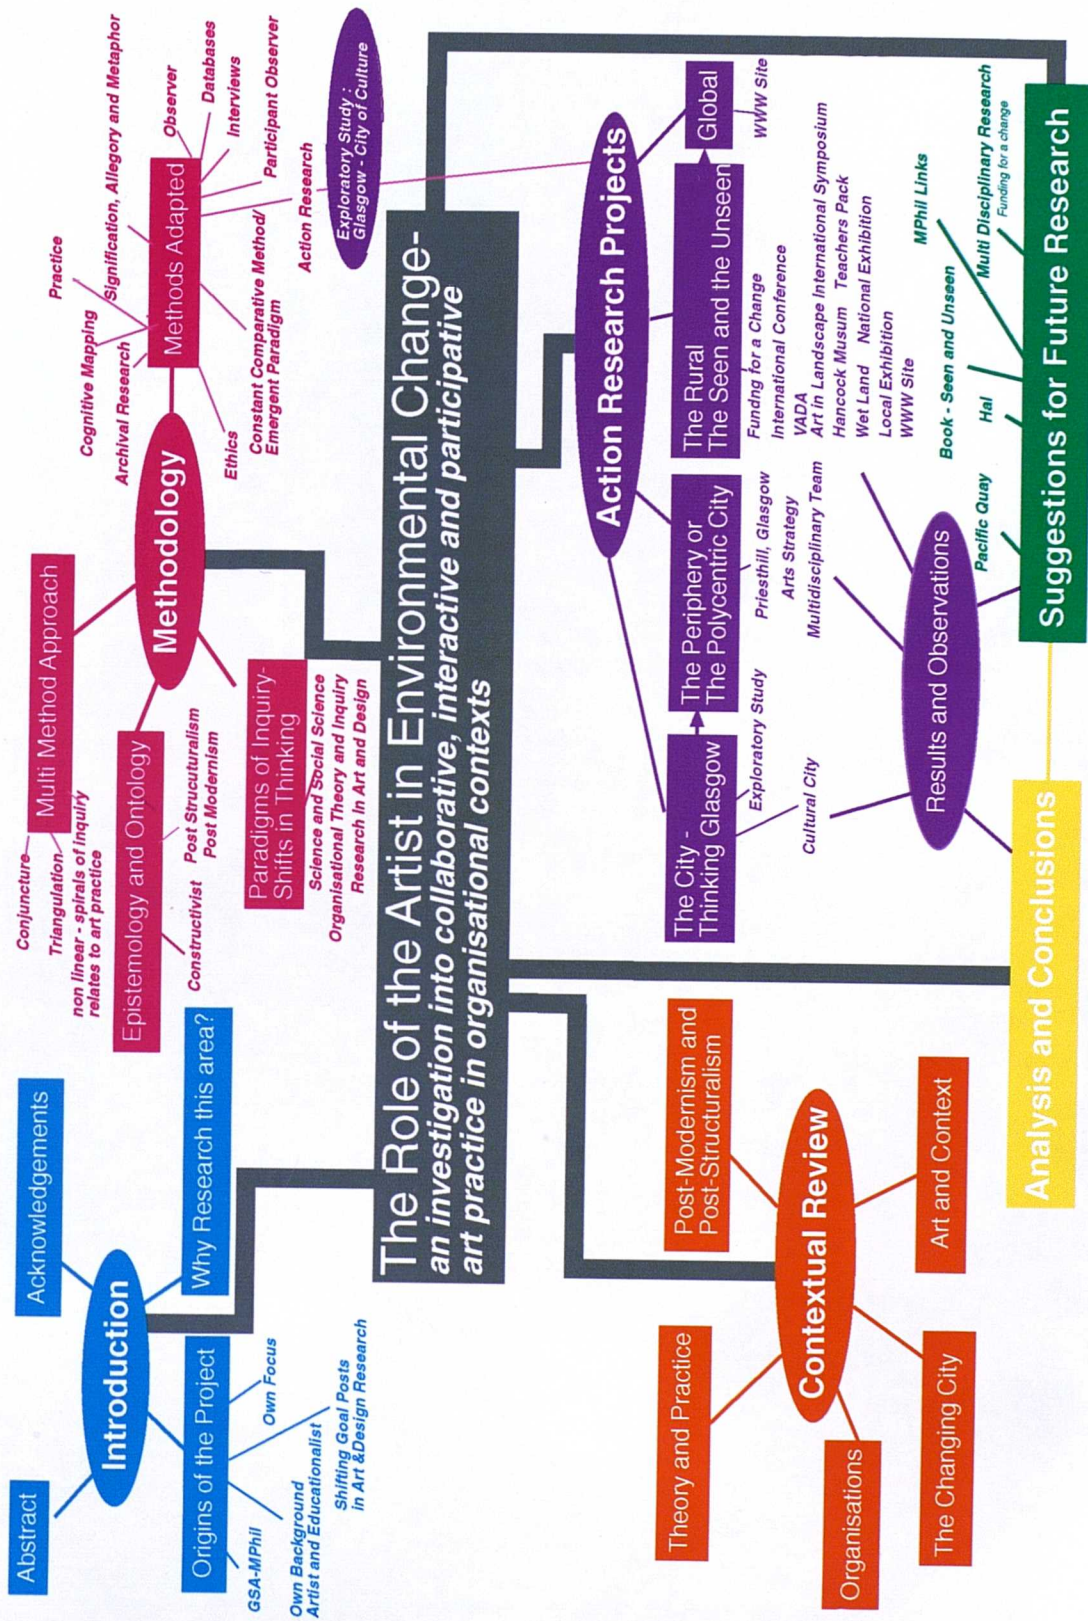 Abstract
Acknowledgements
Introduction
Origins of the Project
Why Research this area?
GSA-MPhil
Own Background
Artist and Educationalist
Own Focus
Shifting Goal Posts
in Art &Design Research
Conjuncture
Triangulation
non linear - spirals of inquiry
relates to art practice
Multi Method Approach
Epistemology and Ontology
Constructivist
Post Strucuturalism
Post Modernism
Methodology
Paradigms of Inquiry-
Shifts in Thinking
Science and Social Science
Organisational Theory and Inquiry
Research In Art and Design
Practice
Cognitive Mapping
Signification, Allegory and Metaphor
Archival Research
Methods Adapted
Observer
Databases
Interviews
Participant Observer
Ethics
Constant Comparative Method/
Emergent Paradigm
Action Research
Exploratory Study :
Glasgow - City of Culture
The Role of the Artist in Environmental Change-
an investigation into collaborative, interactive and participative
art practice in organisational contexts
Theory and Practice
Post-Modernism and
Post-Structuralism
Contextual Review
Organisations
The Changing City
Art and Context
Action Research Projects
The City -
Thinking Glasgow
Exploratory Study
Cultural City
The Periphery or
The Polycentric City
Priesthill, Glasgow
Arts Strategy
Multidisciplinary Team
The Rural
The Seen and the Unseen
Fundng for a Change
International Conference
VADA
Art in Landscape International Symposium
Hancock Musum Teachers Pack
Wet Land National Exhibition
Local Exhibition
WWW Site
Global
WWW Site
Results and Observations
Analysis and Conclusions
Pacific Quay
Hal
Book - Seen and Unseen
MPhil Links
Multi Disciplinary Research
Funding for a change
Suggestions for Future Research